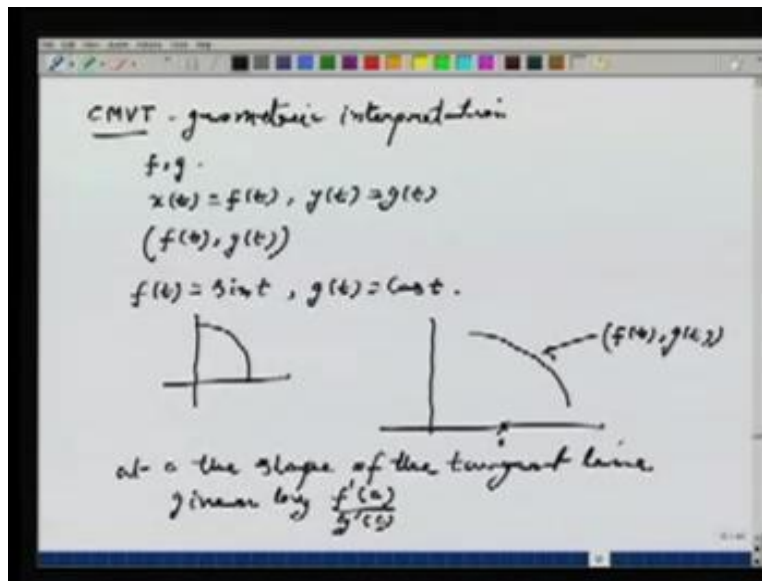 CMVT - geometric interpretation
f, g.
x(t) = f(t), y(t) = g(t)
(f(t), g(t))
f(t) = sin t, g(t) = cos t.
(f(t), g(t))
at a the slope of the tangent line
given by f'(a)/g'(a)